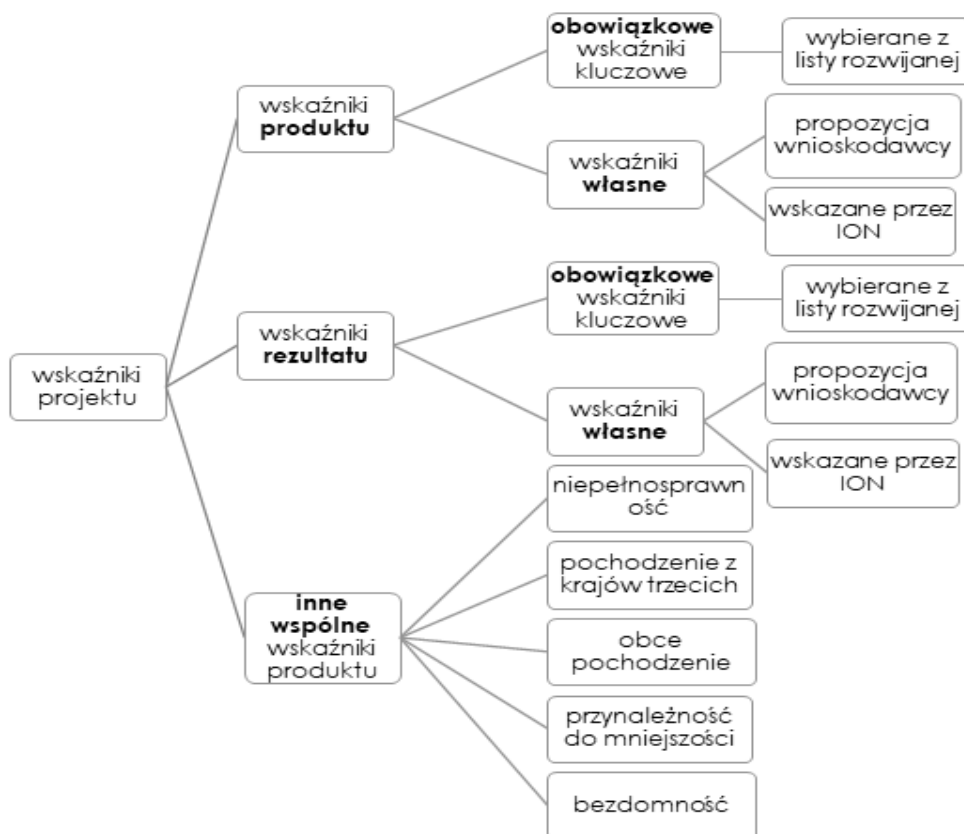 obowiązkowe
wskaźniki
kluczowe
wybierane z
listy rozwijanej
wskaźniki
produktu
propozycja
wnioskodawcy
wskaźniki
własne
wskazane przez
ION
obowiązkowe
wskaźniki
kluczowe
wybierane z
listy rozwijanej
wskaźniki
rezultatu
wskaźniki
projektu
propozycja
wnioskodawcy
wskaźniki
własne
wskazane przez
ION
niepełnosprawn
ość
pochodzenie z
krajów trzecich
inne
wspólne
wskaźniki
produktu
obce
pochodzenie
przynależność
do mniejszości
bezdomność